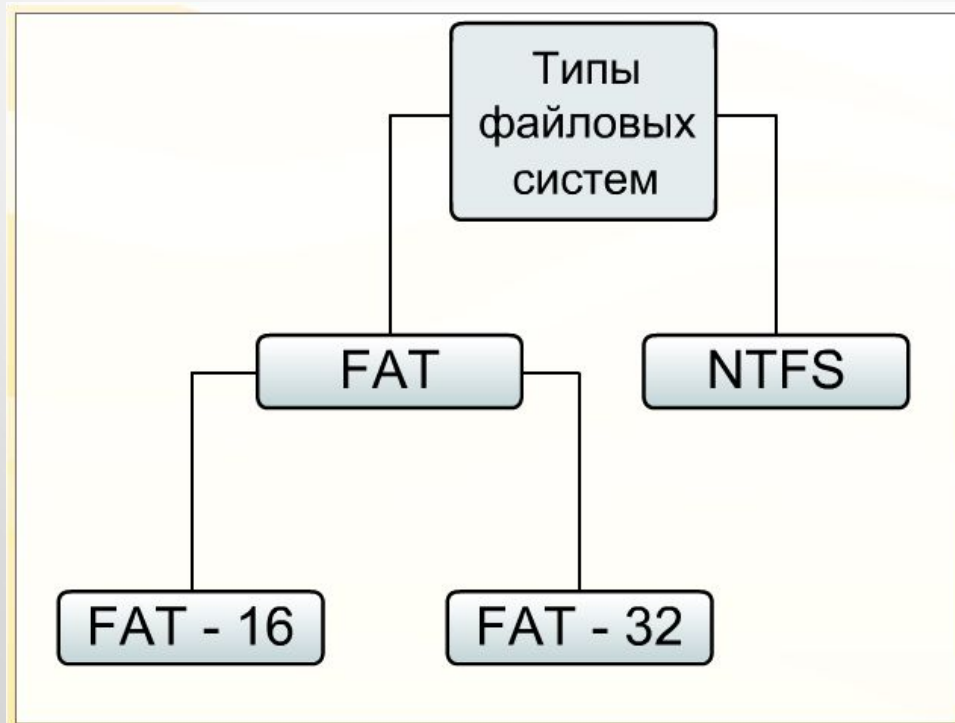 Типы
файловых
систем
FAT
NTFS
FAT - 16
FAT - 32